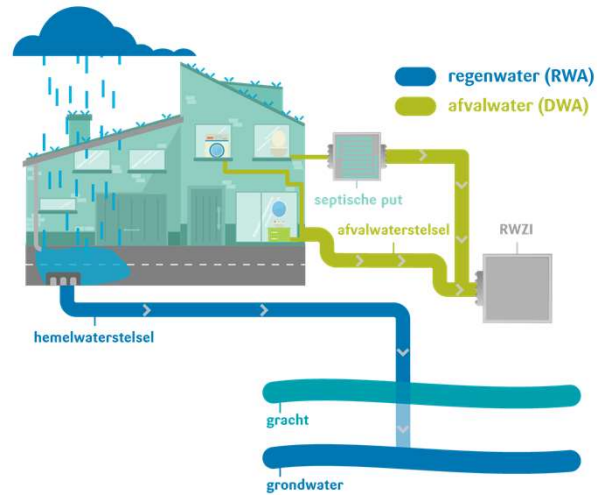 regenwater (RWA)
afvalwater (DWA)
septische put
afvalwaterstelsel
RWZI
hemelwaterstelsel
gracht
grondwater